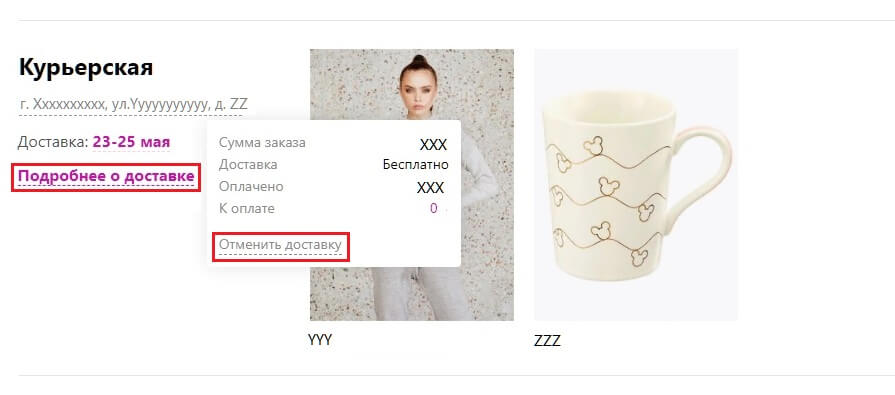 Курьерская
г. Xxxxxxxxxx, ул.Yyyyyyyyyyy, д. ZZ
Доставка: 23-25 мая
Подробнее о доставке
Сумма заказа XXX
Доставка Бесплатно
Оплачено XXX
К оплате 0
Отменить доставку
YYY
ZZZ